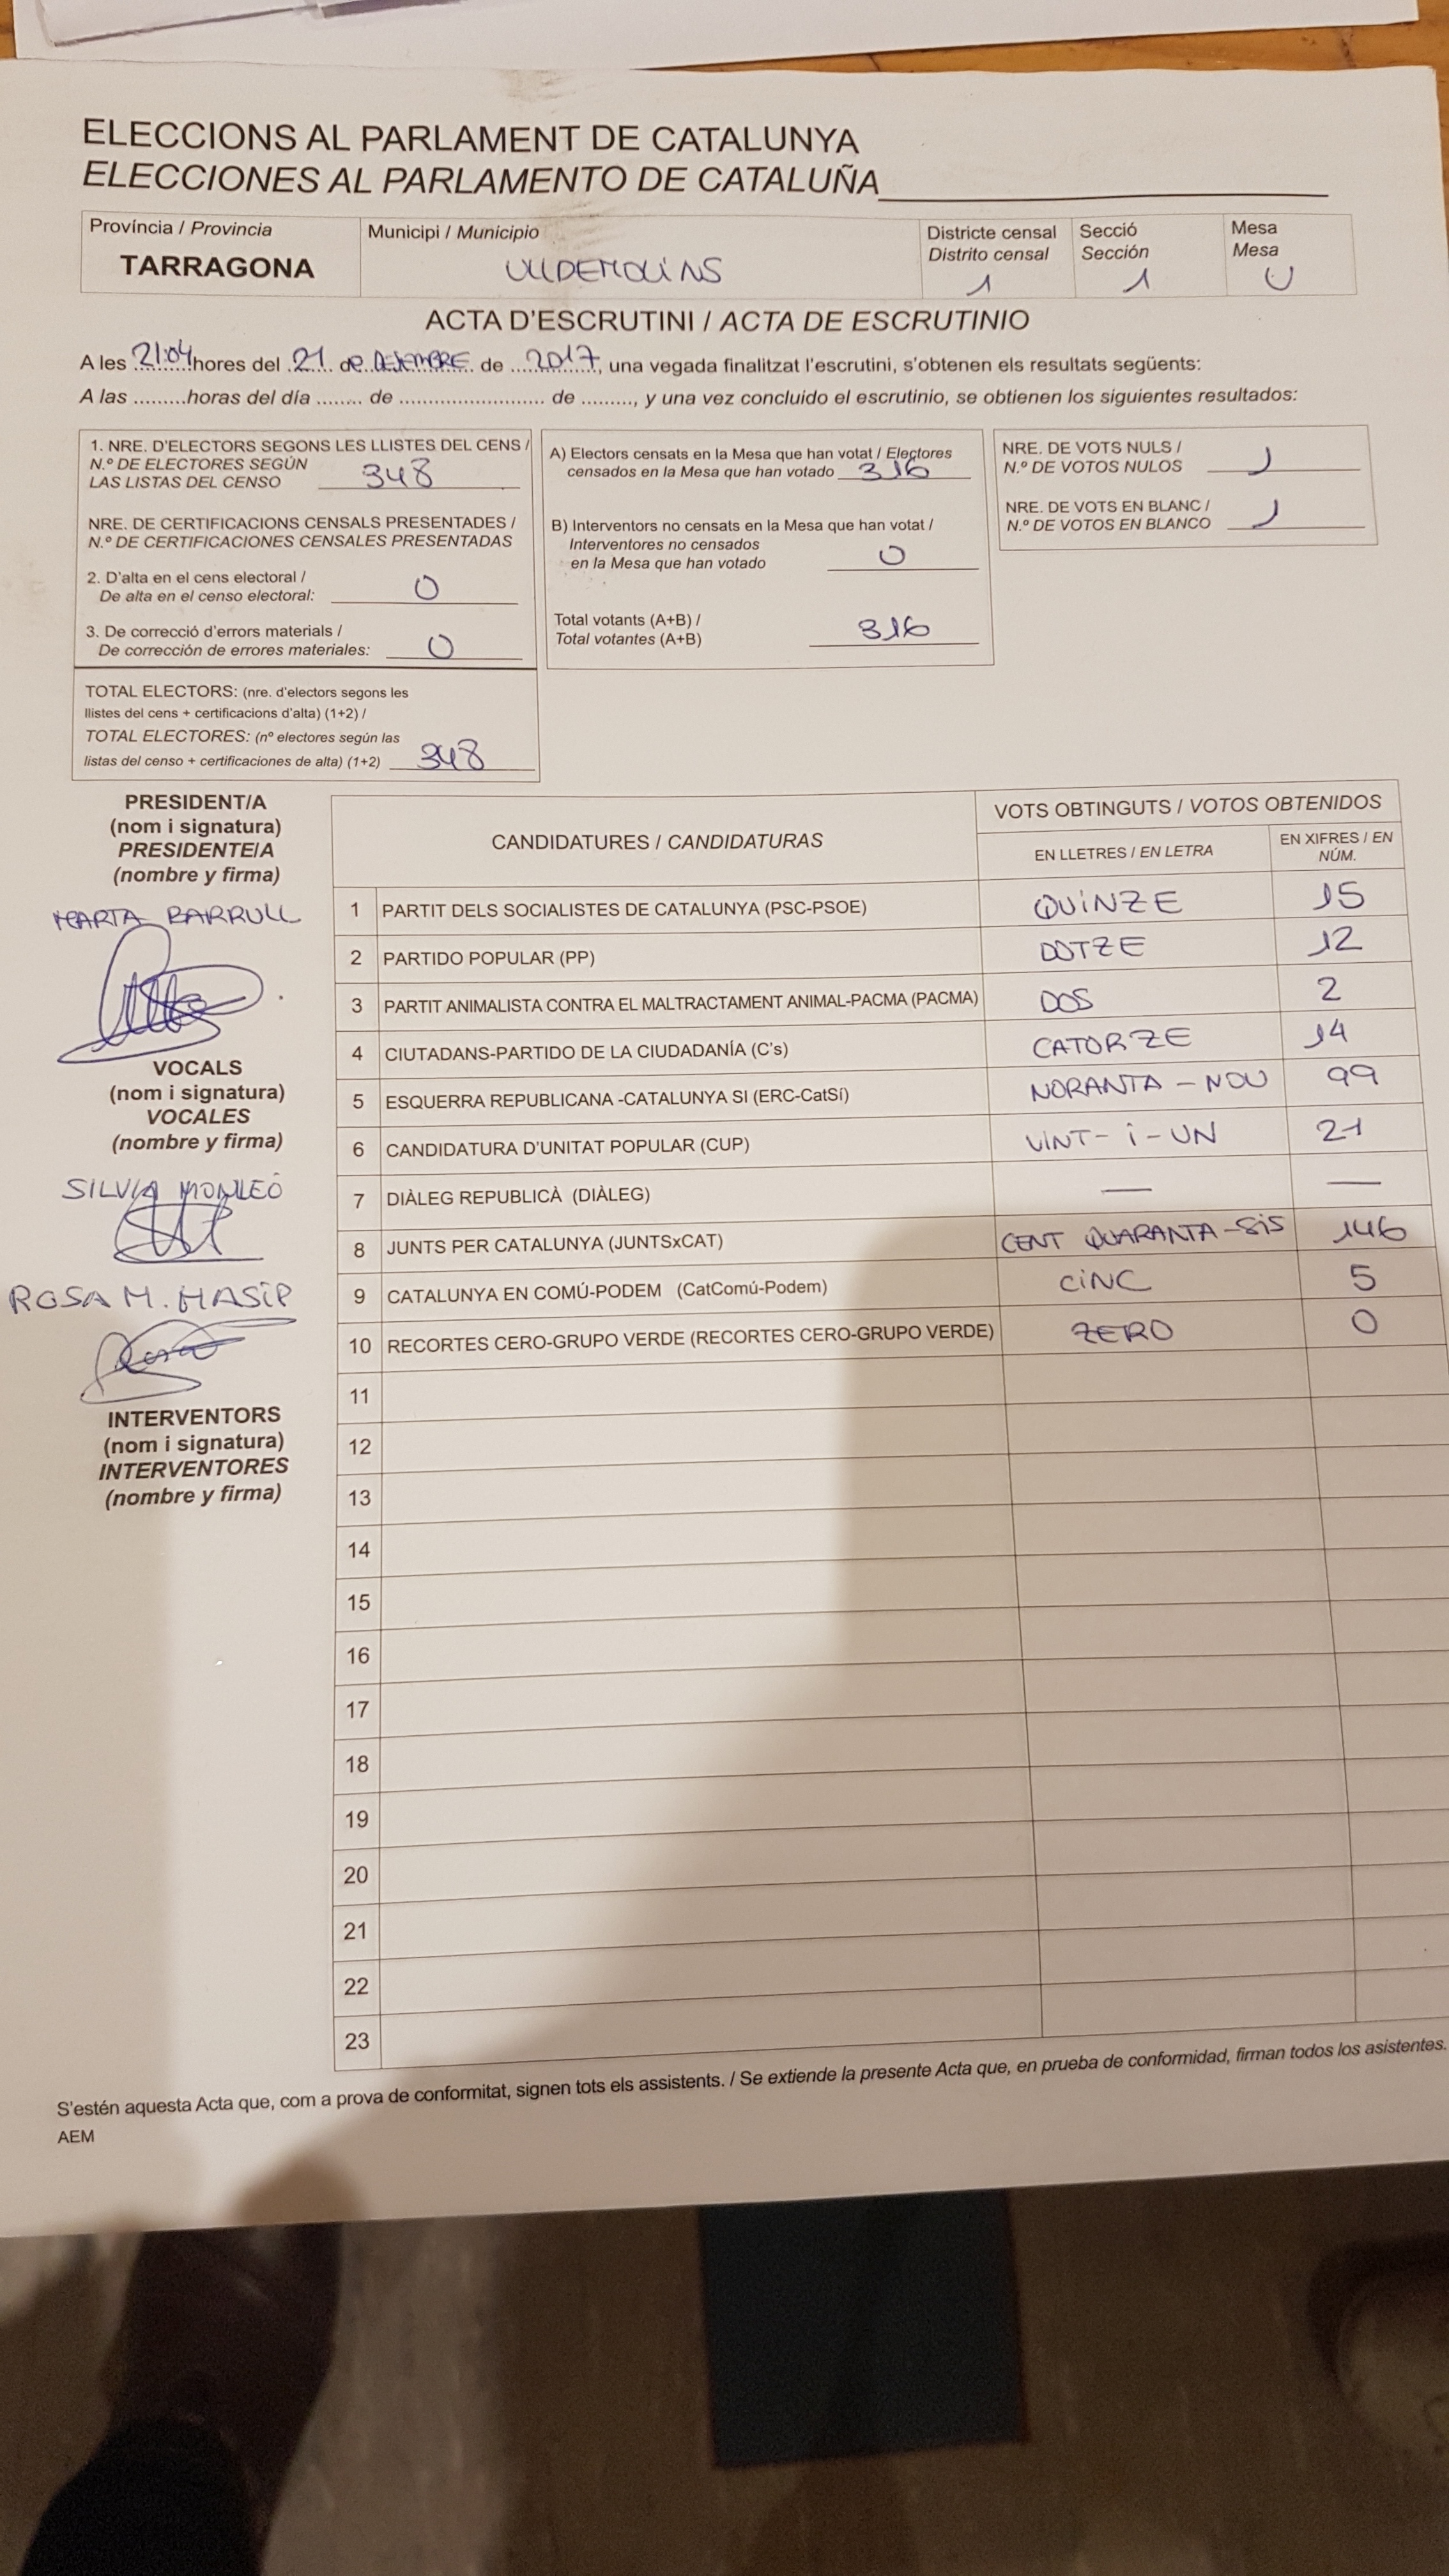 ELECCIONS AL PARLAMENT DE CATALUNYA
ELECCIONES AL PARLAMENTO DE CATALUÑA
Província / Provincia
TARRAGONA
Municipi / Municipio
ULLDEMOLINS
Districte censal
Distrito censal
1
Secció
Sección
1
Mesa
Mesa
U
ACTA D'ESCRUTINI / ACTA DE ESCRUTINIO
A les 21:04 hores del 21 de DESEMBRE de 2017, una vegada finalitzat l'escrutini, s'obtenen els resultats següents:
A las .........horas del día ........ de ......................... de ........., y una vez concluido el escrutinio, se obtienen los siguientes resultados:
1. NRE. D'ELECTORS SEGONS LES LLISTES DEL CENS /
N.º DE ELECTORES SEGÚN
LAS LISTAS DEL CENSO 348
NRE. DE CERTIFICACIONS CENSALS PRESENTADES /
N.º DE CERTIFICACIONES CENSALES PRESENTADAS
2. D'alta en el cens electoral /
De alta en el censo electoral: 0
3. De correcció d'errors materials /
De corrección de errores materiales: 0
TOTAL ELECTORS: (nre. d'electors segons les
llistes del cens + certificacions d'alta) (1+2) /
TOTAL ELECTORES: (nº electores según las
listas del censo + certificaciones de alta) (1+2) 348
A) Electors censats en la Mesa que han votat / Electores
censados en la Mesa que han votado 316
B) Interventors no censats en la Mesa que han votat /
Interventores no censados
en la Mesa que han votado 0
Total votants (A+B) /
Total votantes (A+B) 316
NRE. DE VOTS NULS /
N.º DE VOTOS NULOS 1
NRE. DE VOTS EN BLANC /
N.º DE VOTOS EN BLANCO 1
PRESIDENT/A
(nom i signatura)
PRESIDENTE/A
(nombre y firma)
MARTA BARRULL
VOCALS
(nom i signatura)
VOCALES
(nombre y firma)
SILVIA MONLEÓ
ROSA M. MASIP
INTERVENTORS
(nom i signatura)
INTERVENTORES
(nombre y firma)
CANDIDATURES / CANDIDATURAS
VOTS OBTINGUTS / VOTOS OBTENIDOS
EN LLETRES / EN LETRA
EN XIFRES / EN
NÚM.
1 PARTIT DELS SOCIALISTES DE CATALUNYA (PSC-PSOE) QUINZE 15
2 PARTIDO POPULAR (PP) DOTZE 12
3 PARTIT ANIMALISTA CONTRA EL MALTRACTAMENT ANIMAL-PACMA (PACMA) DOS 2
4 CIUTADANS-PARTIDO DE LA CIUDADANÍA (C's) CATORZE 14
5 ESQUERRA REPUBLICANA -CATALUNYA SI (ERC-CatSí) NORANTA - NOU 99
6 CANDIDATURA D'UNITAT POPULAR (CUP) VINT - i - UN 21
7 DIÀLEG REPUBLICÀ (DIÀLEG) — —
8 JUNTS PER CATALUNYA (JUNTSxCAT) CENT QUARANTA-SIS 146
9 CATALUNYA EN COMÚ-PODEM (CatComú-Podem) CINC 5
10 RECORTES CERO-GRUPO VERDE (RECORTES CERO-GRUPO VERDE) ZERO 0
11
12
13
14
15
16
17
18
19
20
21
22
23
S'estén aquesta Acta que, com a prova de conformitat, signen tots els assistents. / Se extiende la presente Acta que, en prueba de conformidad, firman todos los asistentes.
AEM